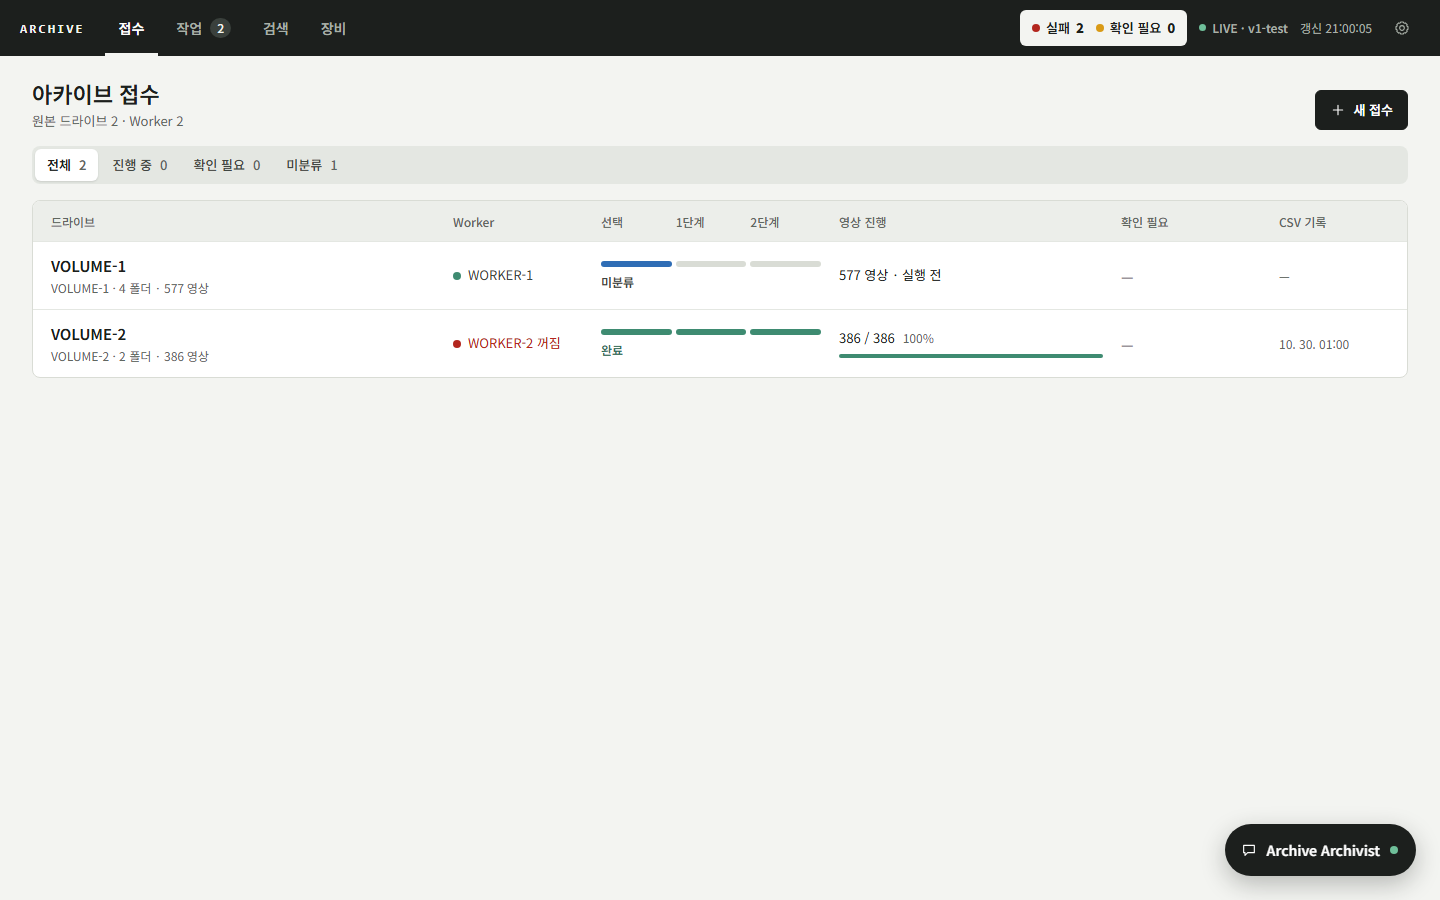 ARCHIVE 접수 작업 2 검색 장비 실패 2 확인 필요 0 LIVE · v1-test 갱신 21:00:05
아카이브 접수
원본 드라이브 2 · Worker 2
새 접수
전체 2 진행 중 0 확인 필요 0 미분류 1
드라이브 Worker 선택 1단계 2단계 영상 진행 확인 필요 CSV 기록
VOLUME-1
VOLUME-1 · 4 폴더 · 577 영상
WORKER-1
미분류
577 영상 · 실행 전
—
—
VOLUME-2
VOLUME-2 · 2 폴더 · 386 영상
WORKER-2 꺼짐
완료
386 / 386 100%
—
10. 30. 01:00
Archive Archivist